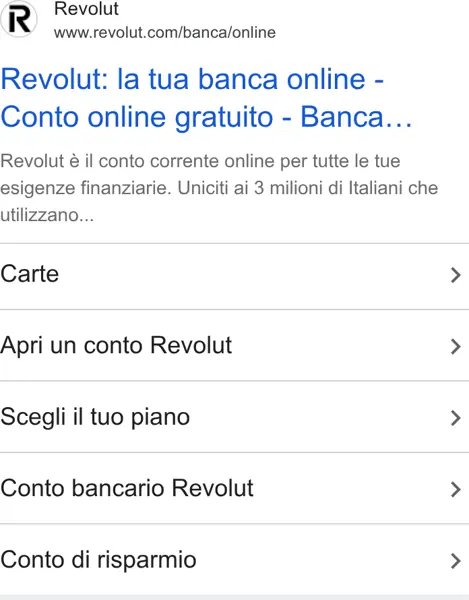 Revolut
www.revolut.com/banca/online
Revolut: la tua banca online -
Conto online gratuito - Banca...
Revolut è il conto corrente online per tutte le tue
esigenze finanziarie. Uniciti ai 3 milioni di Italiani che
utilizzano...
Carte
Apri un conto Revolut
Scegli il tuo piano
Conto bancario Revolut
Conto di risparmio